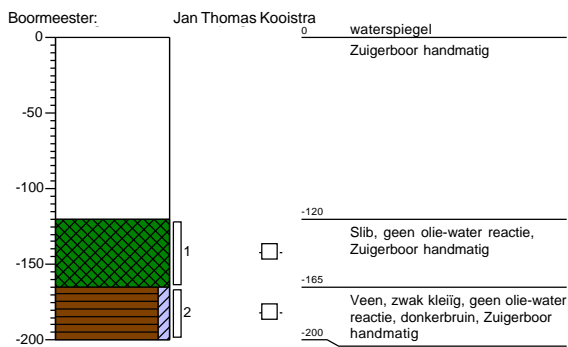 Boormeester: Jan Thomas Kooistra
0
-50
-100
-150
-200
1
2
0 waterspiegel
Zuigerboor handmatig
-120
Slib, geen olie-water reactie,
Zuigerboor handmatig
-165
Veen, zwak kleiïg, geen olie-water
reactie, donkerbruin, Zuigerboor
handmatig
-200